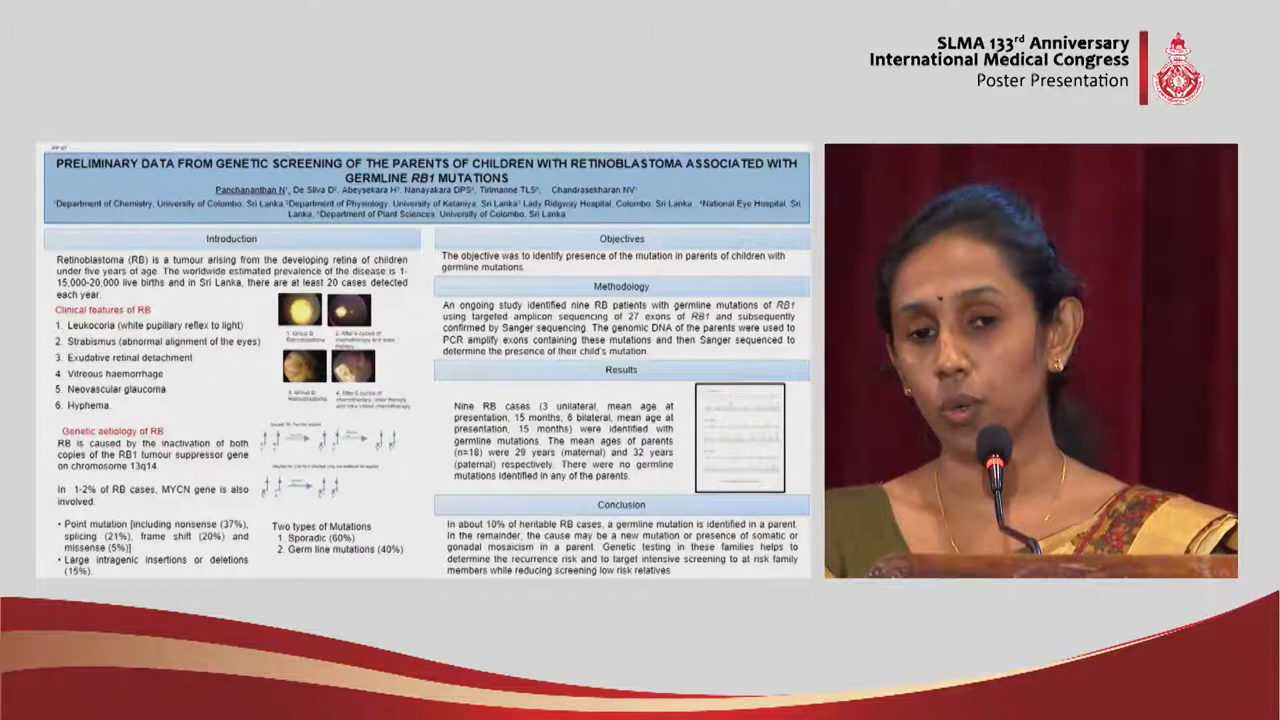 SLMA 133rd Anniversary
International Medical Congress
Poster Presentation
PRELIMINARY DATA FROM GENETIC SCREENING OF THE PARENTS OF CHILDREN WITH RETINOBLASTOMA ASSOCIATED WITH
GERMLINE RB1 MUTATIONS
Panchananthan N¹, De Silva D², Abeysekara H³, Nanayakara DPS⁴, Tirimanne TLS⁵, Chandrasekharan NV¹
¹Department of Chemistry, University of Colombo, Sri Lanka, ²Department of Physiology, University of Kelaniya, Sri Lanka ³ Lady Ridgway Hospital, Colombo, Sri Lanka , ⁴National Eye Hospital, Sri
Lanka, ⁵Department of Plant Sciences, University of Colombo, Sri Lanka
Introduction
Retinoblastoma (RB) is a tumour arising from the developing retina of children
under five years of age. The worldwide estimated prevalence of the disease is 1-
15,000-20,000 live births and in Sri Lanka, there are at least 20 cases detected
each year.
Clinical features of RB
1. Leukocoria (white pupillary reflex to light)
2. Strabismus (abnormal alignment of the eyes)
3. Exudative retinal detachment
4. Vitreous haemorrhage
5. Neovascular glaucoma
6. Hyphema.
Genetic aetiology of RB
RB is caused by the inactivation of both
copies of the RB1 tumour suppressor gene
on chromosome 13q14
In 1-2% of RB cases, MYCN gene is also
involved.
• Point mutation [including nonsense (37%),
splicing (21%), frame shift (20%) and
missense (5%)]
• Large intragenic insertions or deletions
(15%).
Two types of Mutations
1. Sporadic (60%)
2. Germ line mutations (40%)
Objectives
The objective was to identify presence of the mutation in parents of children with
germline mutations.
Methodology
An ongoing study identified nine RB patients with germline mutations of RB1
using targeted amplicon sequencing of 27 exons of RB1 and subsequently
confirmed by Sanger sequencing. The genomic DNA of the parents were used to
PCR amplify exons containing these mutations and then Sanger sequenced to
determine the presence of their child's mutation.
Results
Nine RB cases (3 unilateral, mean age at
presentation, 15 months, 6 bilateral, mean age at
presentation, 15 months) were identified with
germline mutations. The mean ages of parents
(n=18) were 29 years (maternal) and 32 years
(paternal) respectively. There were no germline
mutations identified in any of the parents.
Conclusion
In about 10% of heritable RB cases, a germline mutation is identified in a parent.
In the remainder, the cause may be a new mutation or presence of somatic or
gonadal mosaicism in a parent. Genetic testing in these families helps to
determine the recurrence risk and to target intensive screening to at risk family
members while reducing screening low risk relatives